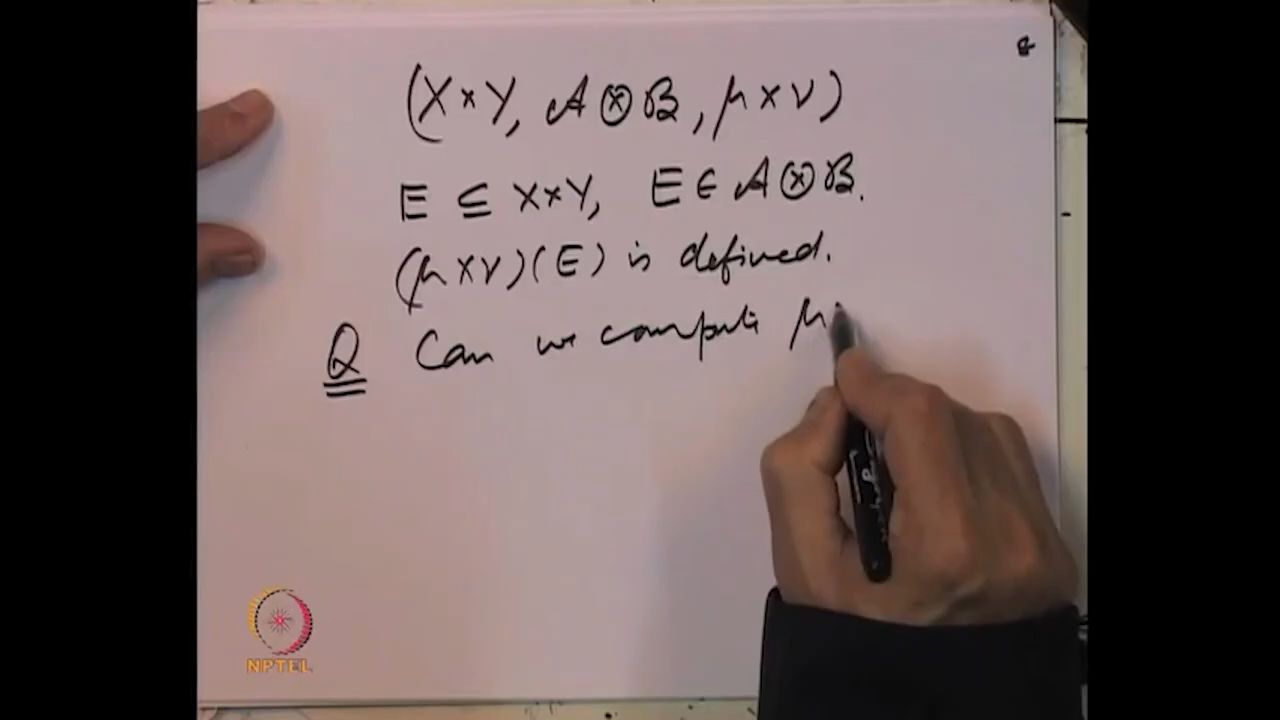 (X × Y, A ⊗ B, μ × ν)
E ⊆ X × Y, E ∈ A ⊗ B.
(μ × ν)(E) is defined.
Q Can we compute μ
NPTEL